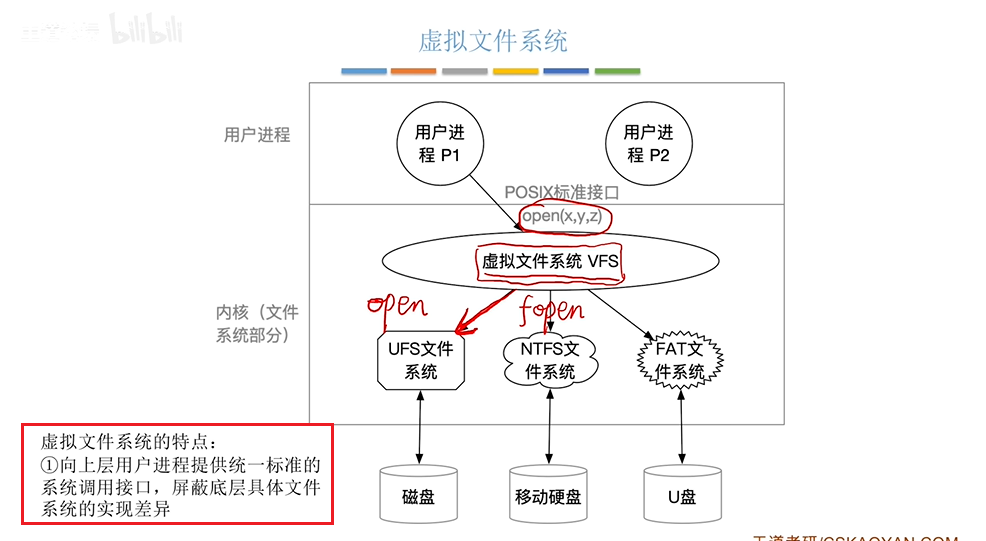 bilibili
虚拟文件系统
用户进程
用户进
程 P1
用户进
程 P2
POSIX标准接口
open(x,y,z)
虚拟文件系统 VFS
内核（文件
系统部分）
open
fopen
UFS文件
系统
NTFS文
件系统
FAT文
件系统
虚拟文件系统的特点：
①向上层用户进程提供统一标准的
系统调用接口，屏蔽底层具体文件
系统的实现差异
磁盘
移动硬盘
U盘
王道考研/CSKAOYAN.COM